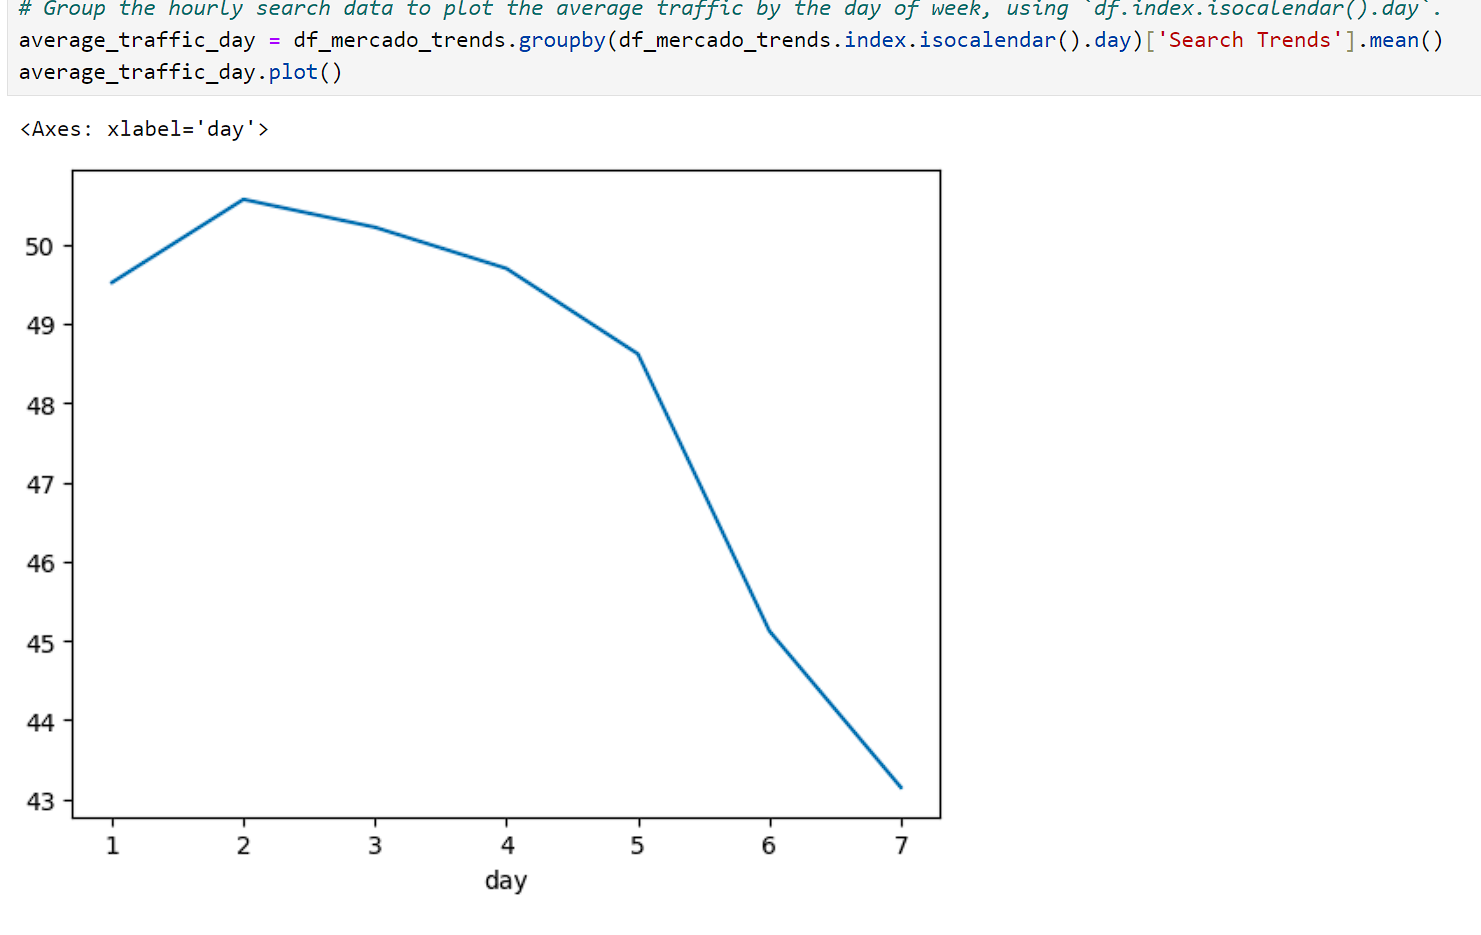 # Group the hourly search data to plot the average traffic by the day of week, using `df.index.isocalendar().day`.
average_traffic_day = df_mercado_trends.groupby(df_mercado_trends.index.isocalendar().day)['Search Trends'].mean()
average_traffic_day.plot()
<Axes: xlabel='day'>
50
49
48
47
46
45
44
43
1 2 3 4 5 6 7
day